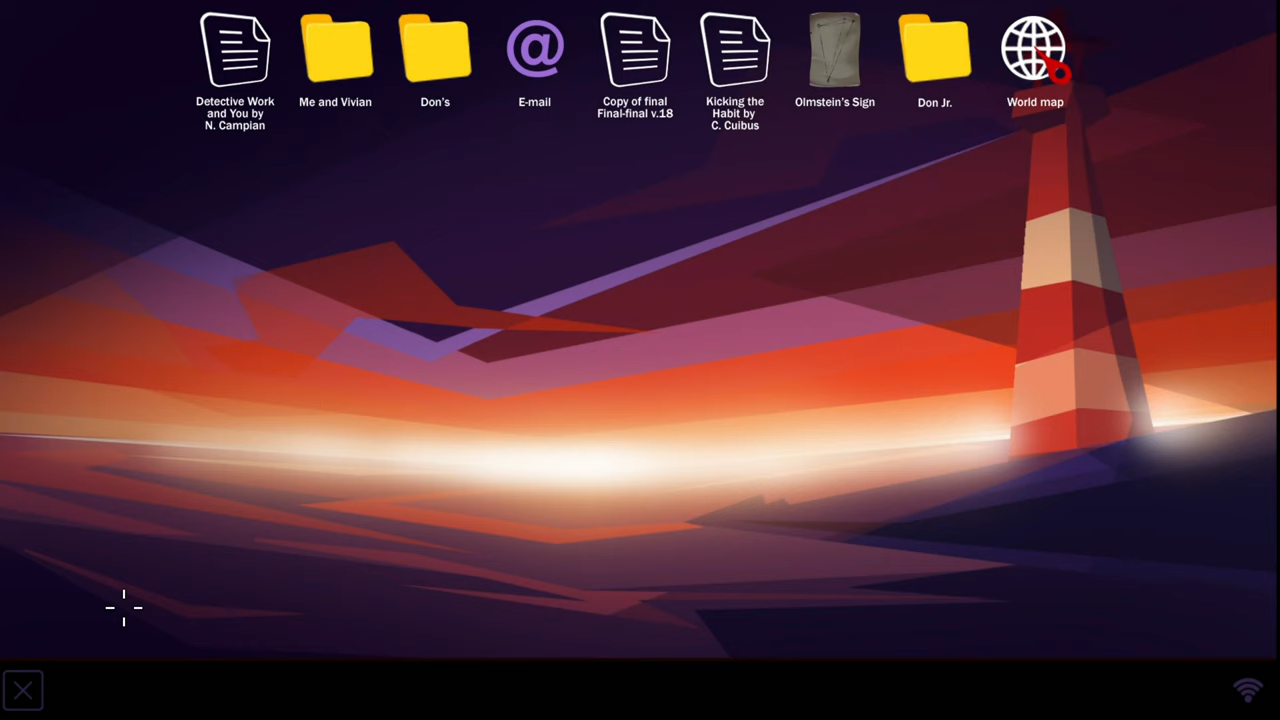 Detective Work
and You by
N. Campian
Me and Vivian
Don's
@
E-mail
Copy of final
Final-final v.18
Kicking the
Habit by
C. Cuibus
Olmstein's Sign
Don Jr.
World map